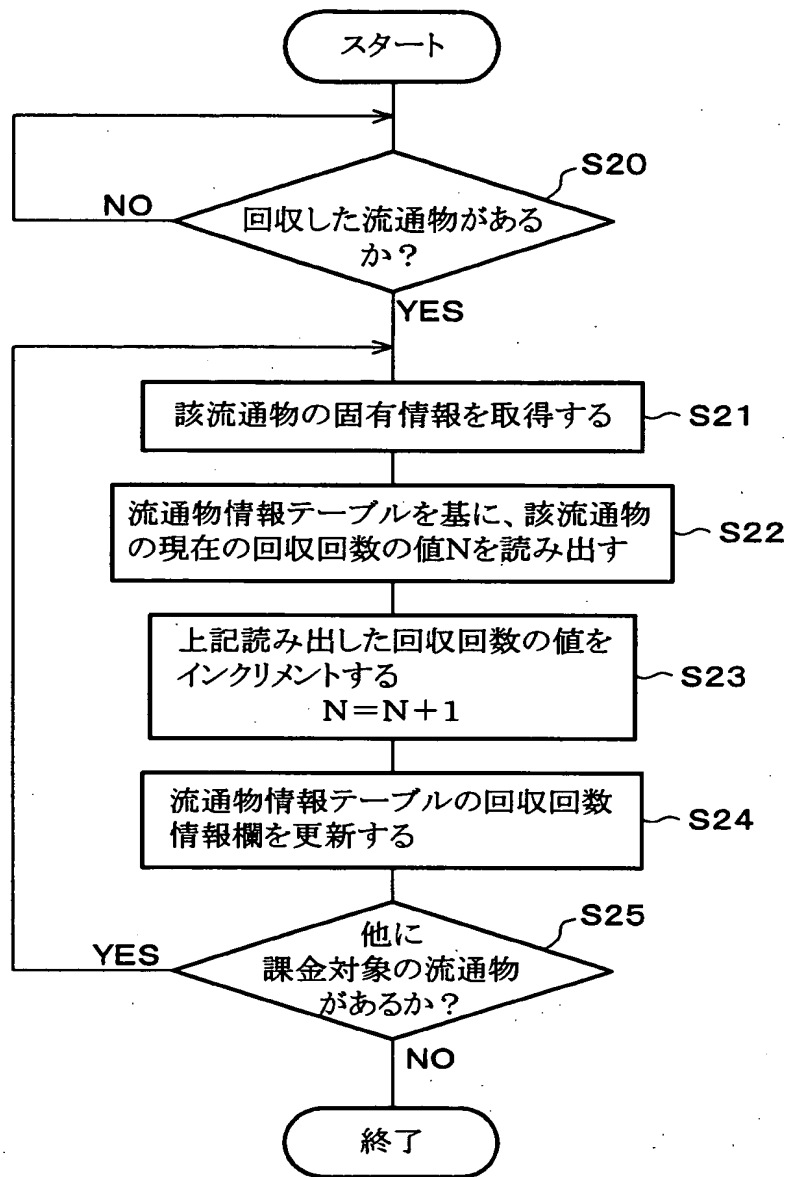 スタート
S20
NO
回収した流通物がある
か？
YES
該流通物の固有情報を取得する
S21
流通物情報テーブルを基に、該流通物
の現在の回収回数の値Nを読み出す
S22
上記読み出した回収回数の値を
インクリメントする
N＝N＋1
S23
流通物情報テーブルの回収回数
情報欄を更新する
S24
S25
YES
他に
課金対象の流通物
があるか？
NO
終了